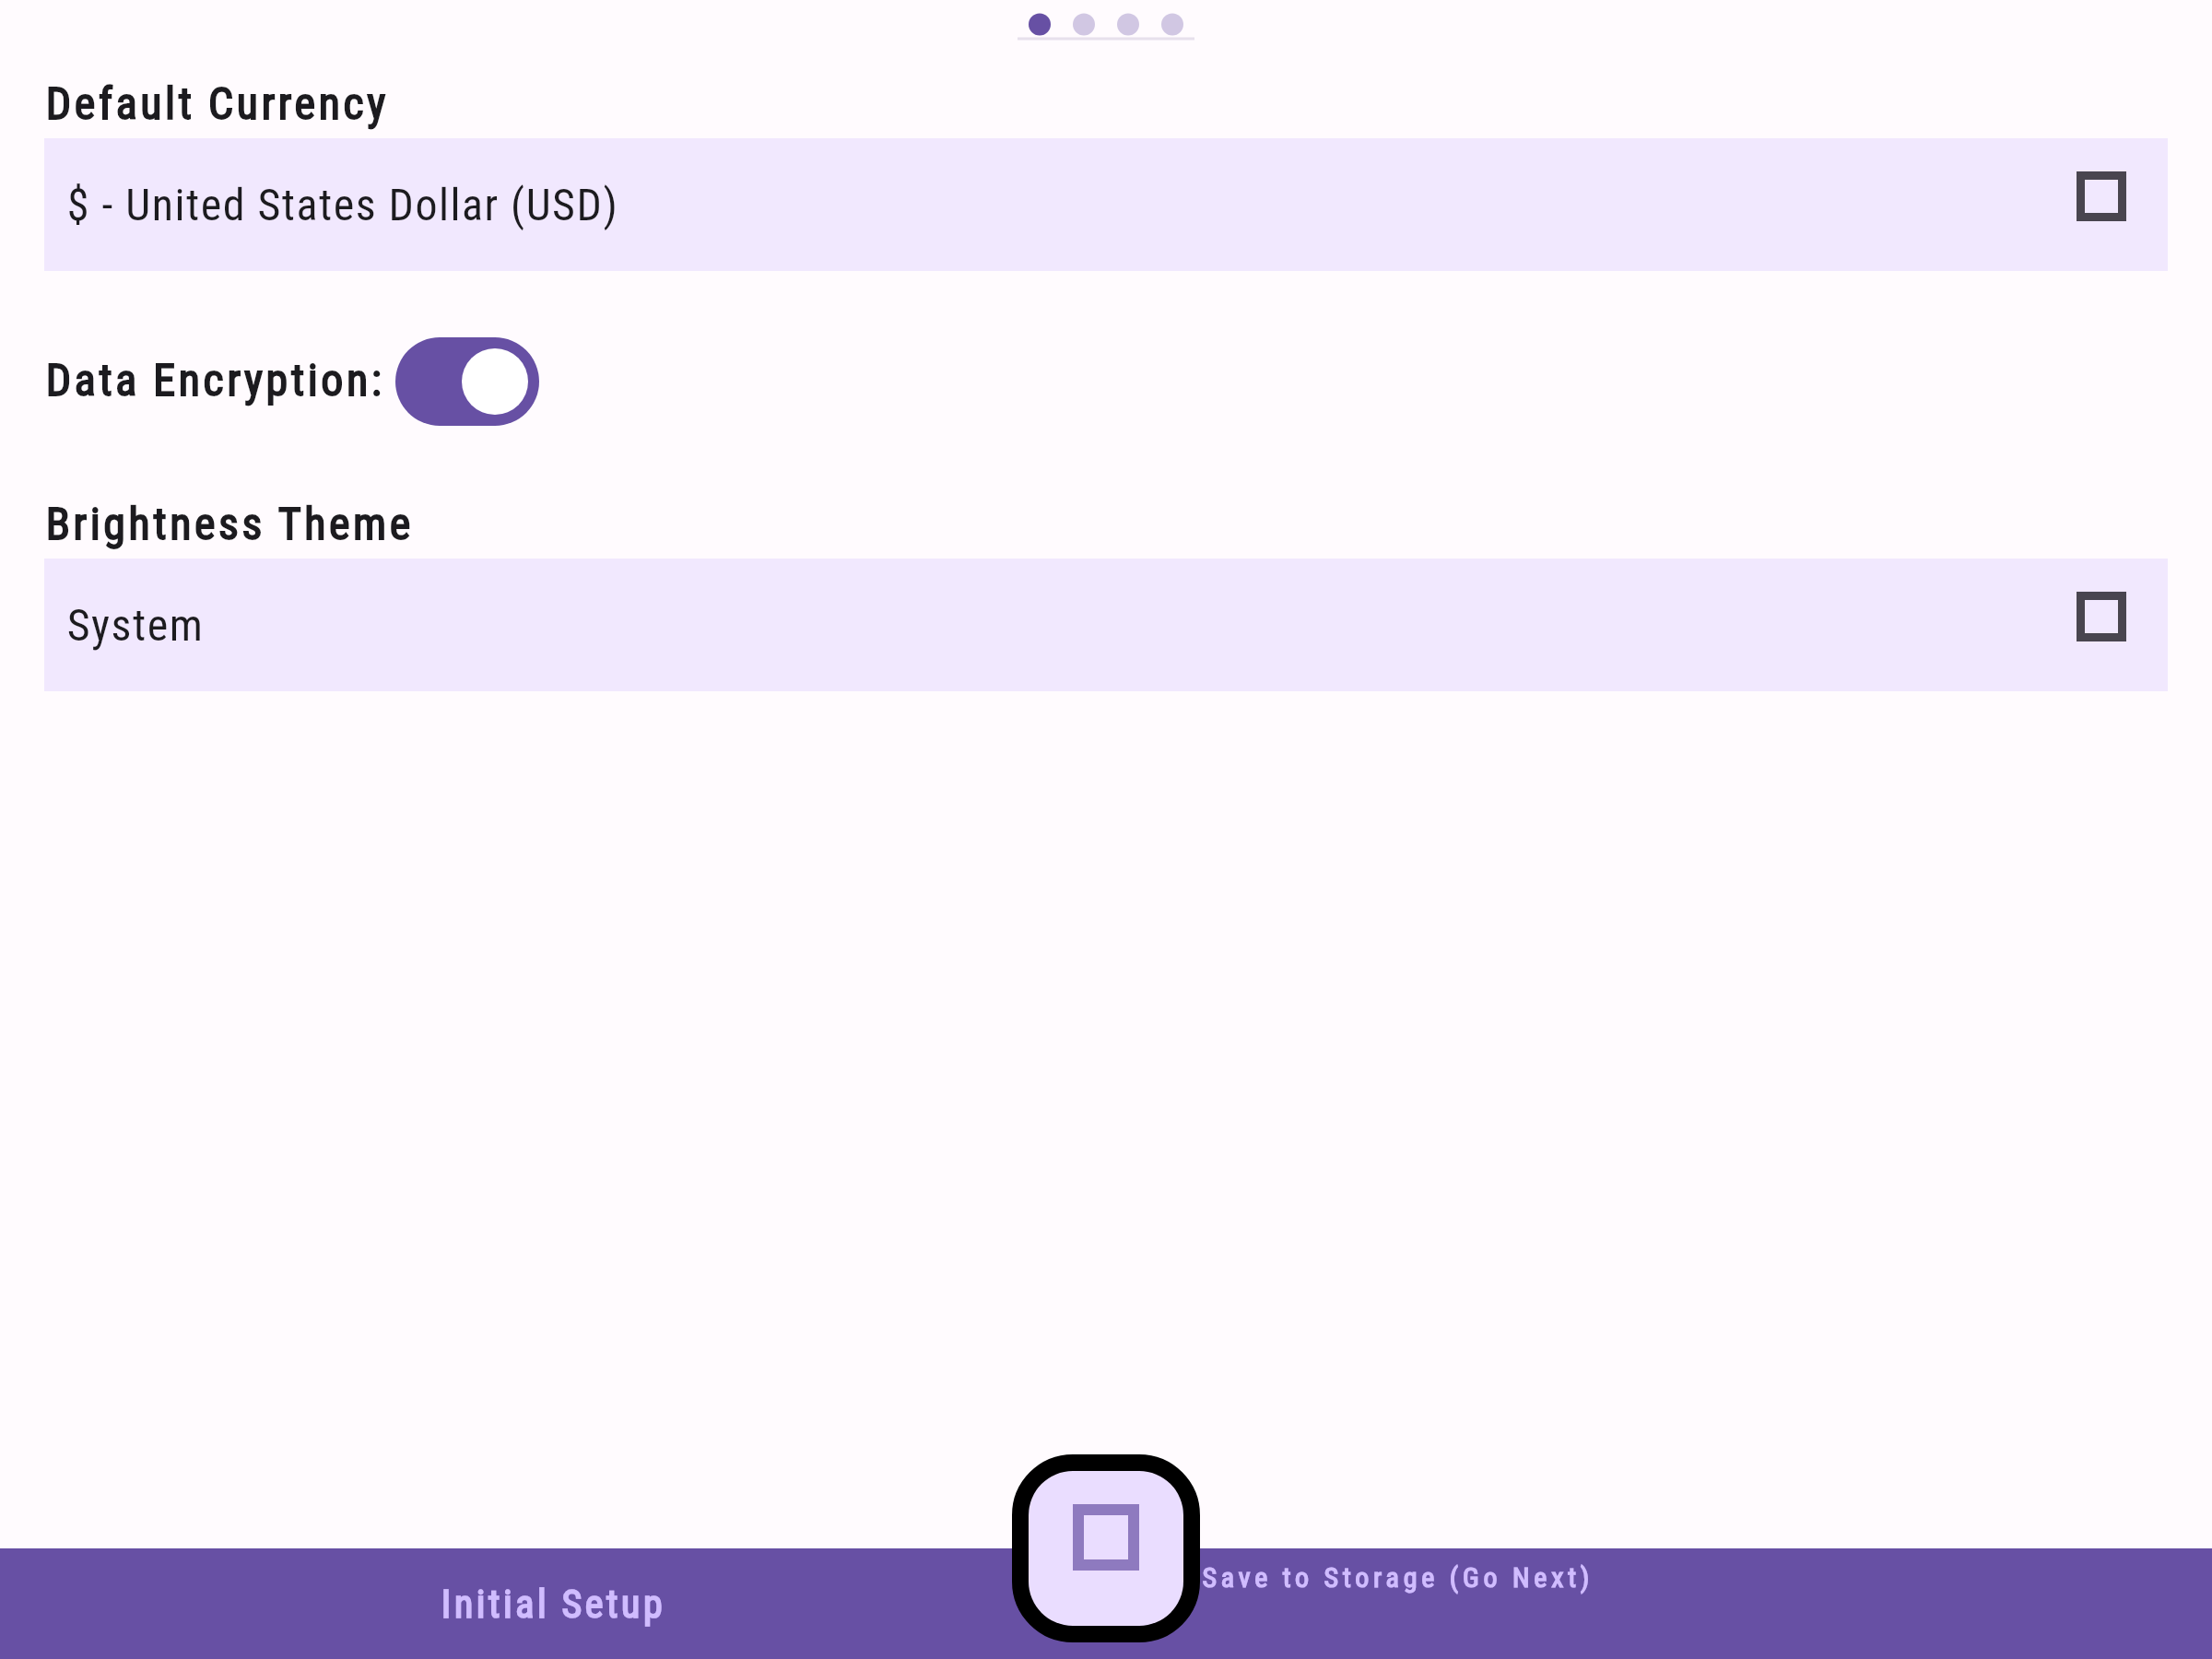 Default Currency
$ - United States Dollar (USD)
Data Encryption:
Brightness Theme
System
Save to Storage (Go Next)
Initial Setup